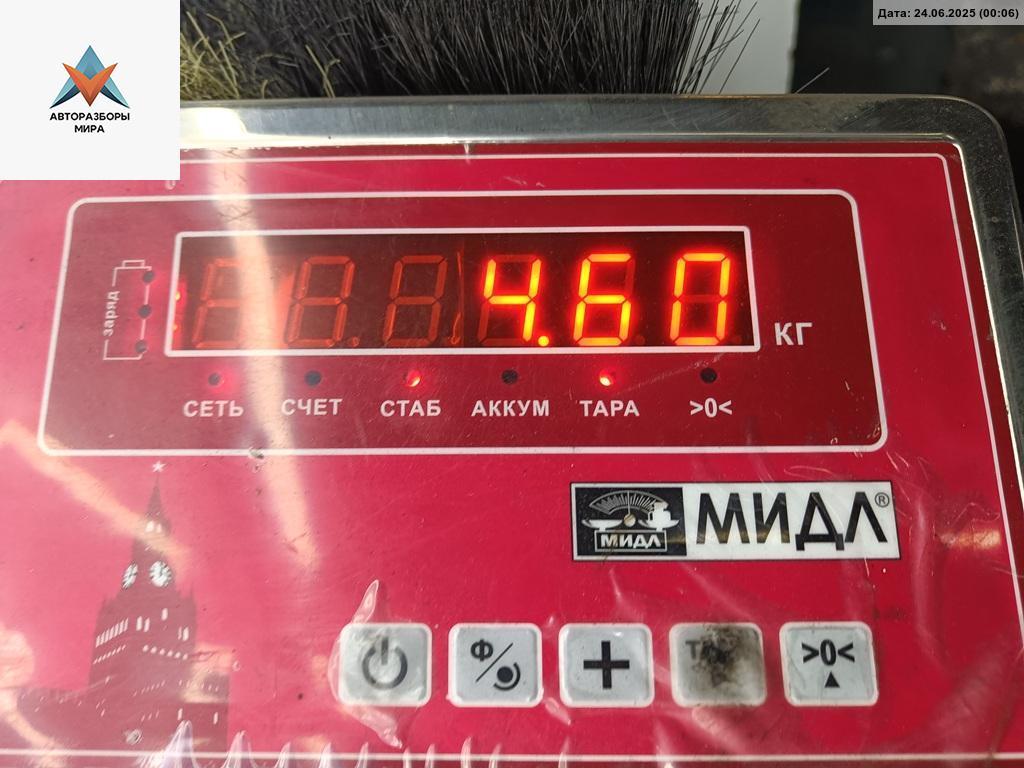 Дата: 24.06.2025 (00:06)
АВТОРАЗБОРЫ
МИРА
заряд
4.60
КГ
СЕТЬ СЧЕТ СТАБ АККУМ ТАРА >0<
МИДЛ МИДЛ®
Ф
+
>0<